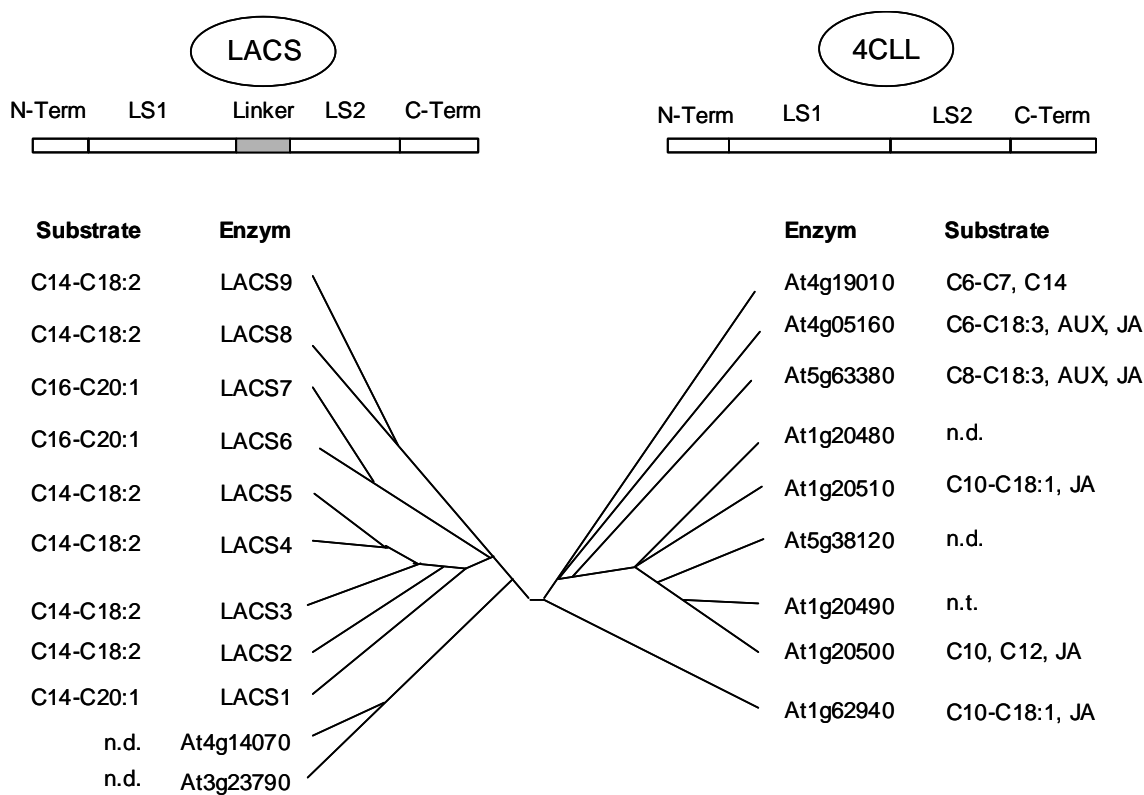 LACS
N-Term LS1 Linker LS2 C-Term
Substrate Enzym
C14-C18:2 LACS9
C14-C18:2 LACS8
C16-C20:1 LACS7
C16-C20:1 LACS6
C14-C18:2 LACS5
C14-C18:2 LACS4
C14-C18:2 LACS3
C14-C18:2 LACS2
C14-C20:1 LACS1
n.d. At4g14070
n.d. At3g23790
4CLL
N-Term LS1 LS2 C-Term
Enzym Substrate
At4g19010 C6-C7, C14
At4g05160 C6-C18:3, AUX, JA
At5g63380 C8-C18:3, AUX, JA
At1g20480 n.d.
At1g20510 C10-C18:1, JA
At5g38120 n.d.
At1g20490 n.t.
At1g20500 C10, C12, JA
At1g62940 C10-C18:1, JA